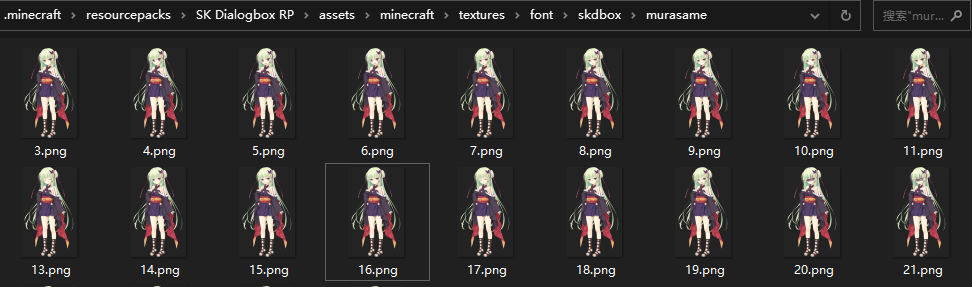 .minecraft › resourcepacks › SK Dialogbox RP › assets › minecraft › textures › font › skdbox › murasame 搜索"mur...
3.png 4.png 5.png 6.png 7.png 8.png 9.png 10.png 11.png
13.png 14.png 15.png 16.png 17.png 18.png 19.png 20.png 21.png